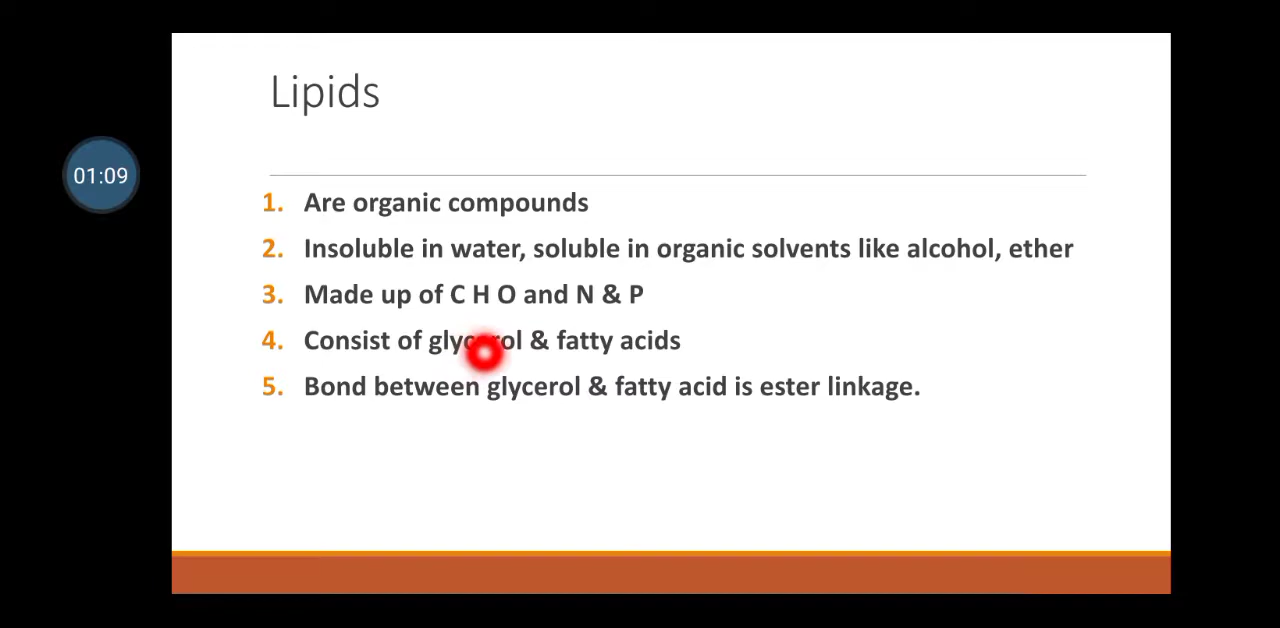 Lipids
01:09
1. Are organic compounds
2. Insoluble in water, soluble in organic solvents like alcohol, ether
3. Made up of C H O and N & P
4. Consist of glycerol & fatty acids
5. Bond between glycerol & fatty acid is ester linkage.